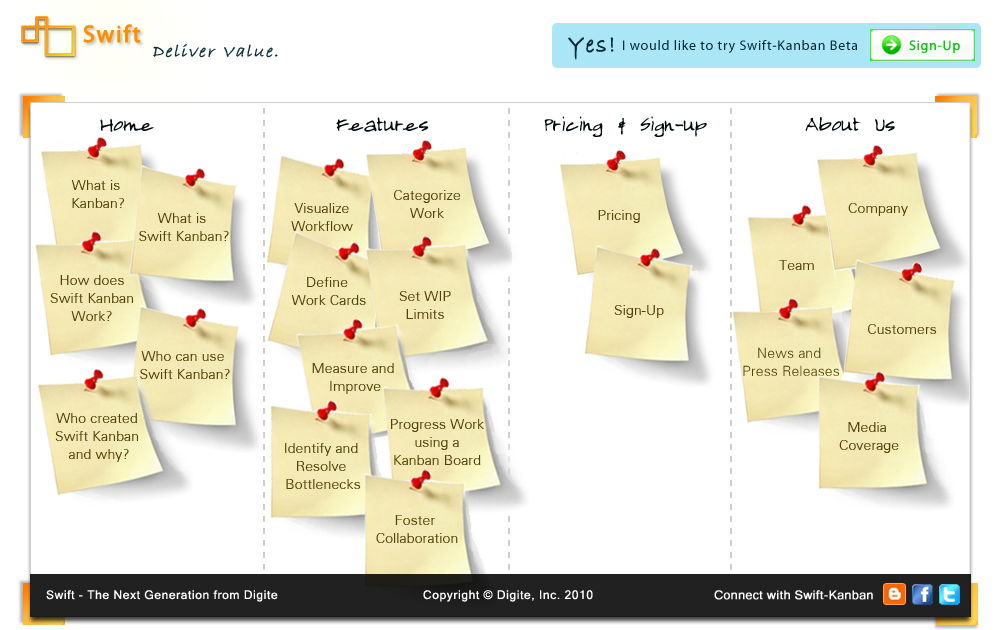 Swift
Deliver Value.
Yes! I would like to try Swift-Kanban Beta
Sign-Up
Home
What is
Kanban?
What is
Swift Kanban?
How does
Swift Kanban
Work?
Who can use
Swift Kanban?
Who created
Swift Kanban
and why?
Features
Visualize
Workflow
Categorize
Work
Define
Work Cards
Set WIP
Limits
Measure and
Improve
Progress Work
using a
Kanban Board
Identify and
Resolve
Bottlenecks
Foster
Collaboration
Pricing & Sign-up
Pricing
Sign-Up
About Us
Company
Team
Customers
News and
Press Releases
Media
Coverage
Swift - The Next Generation from Digite
Copyright © Digite, Inc. 2010
Connect with Swift-Kanban